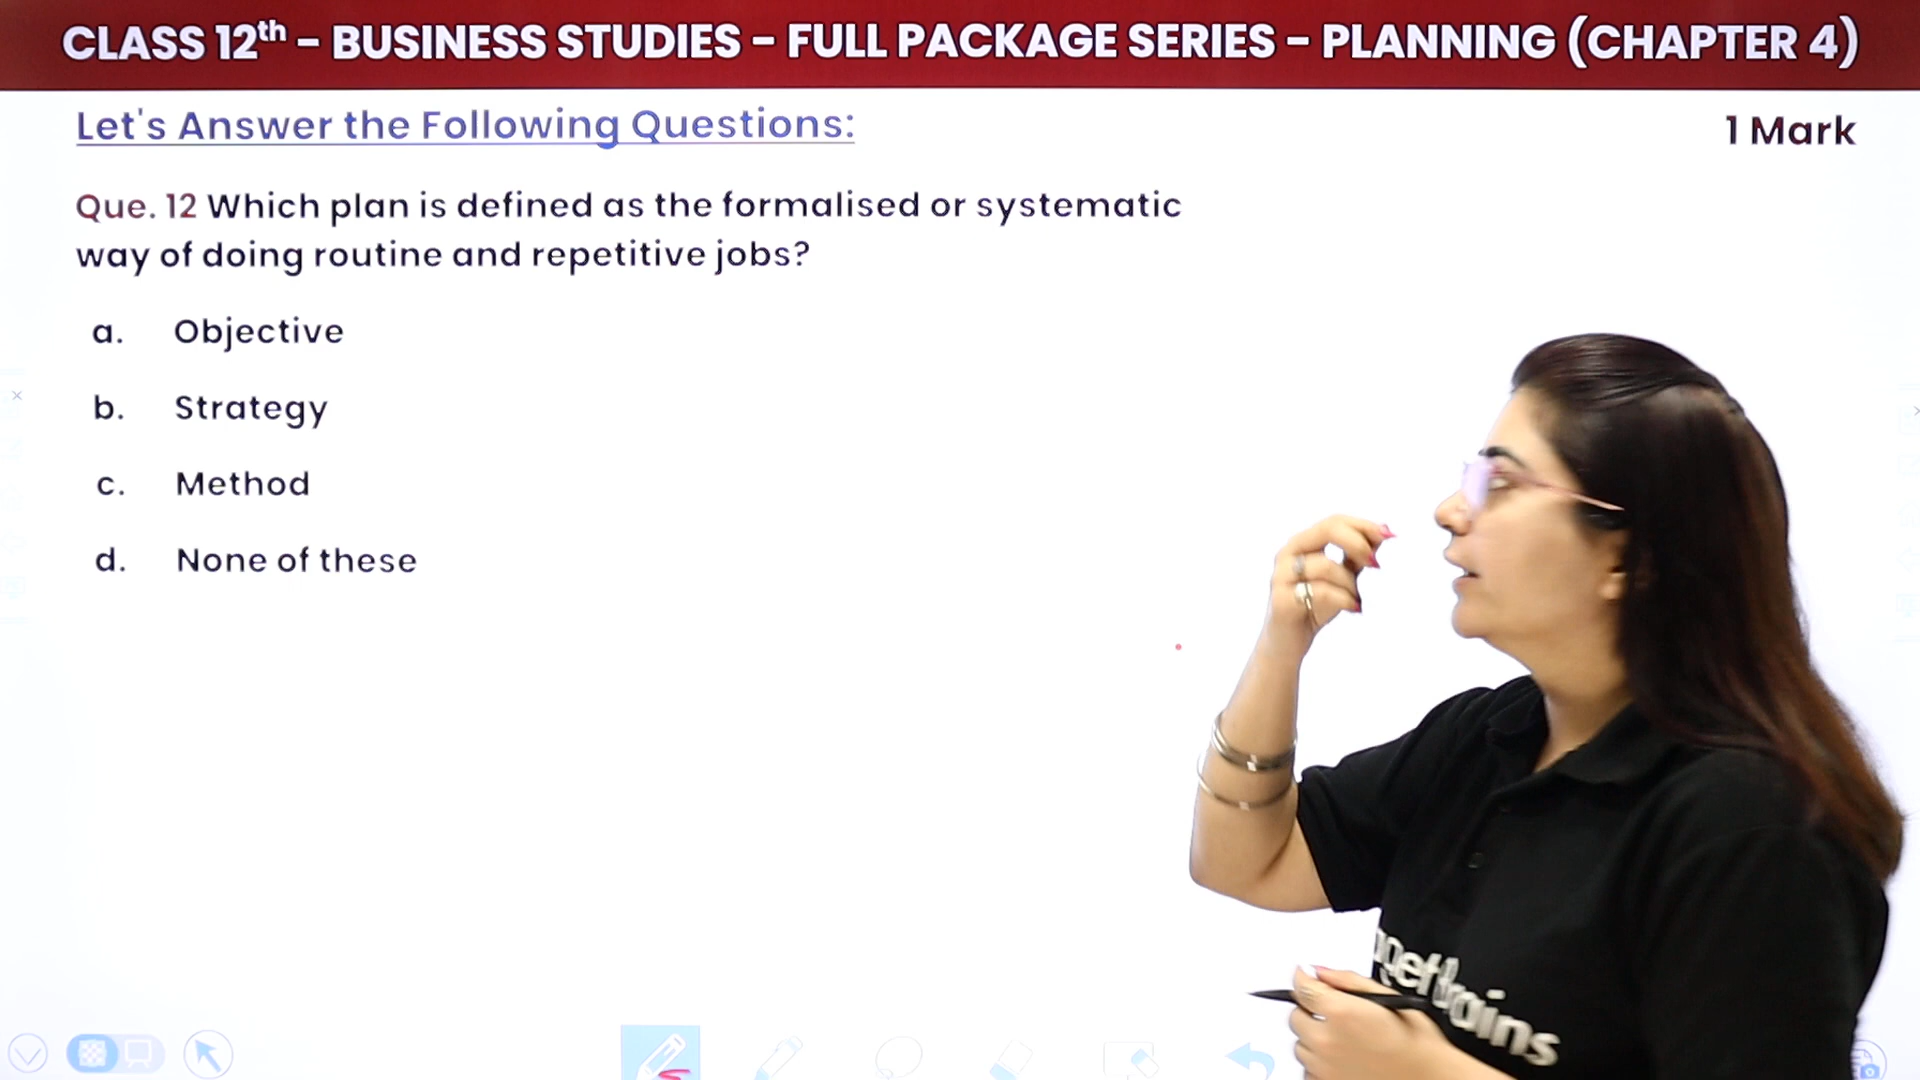 CLASS 12th - BUSINESS STUDIES - FULL PACKAGE SERIES - PLANNING (CHAPTER 4)
Let's Answer the Following Questions:
1 Mark
Que. 12 Which plan is defined as the formalised or systematic
way of doing routine and repetitive jobs?
a. Objective
b. Strategy
c. Method
d. None of these